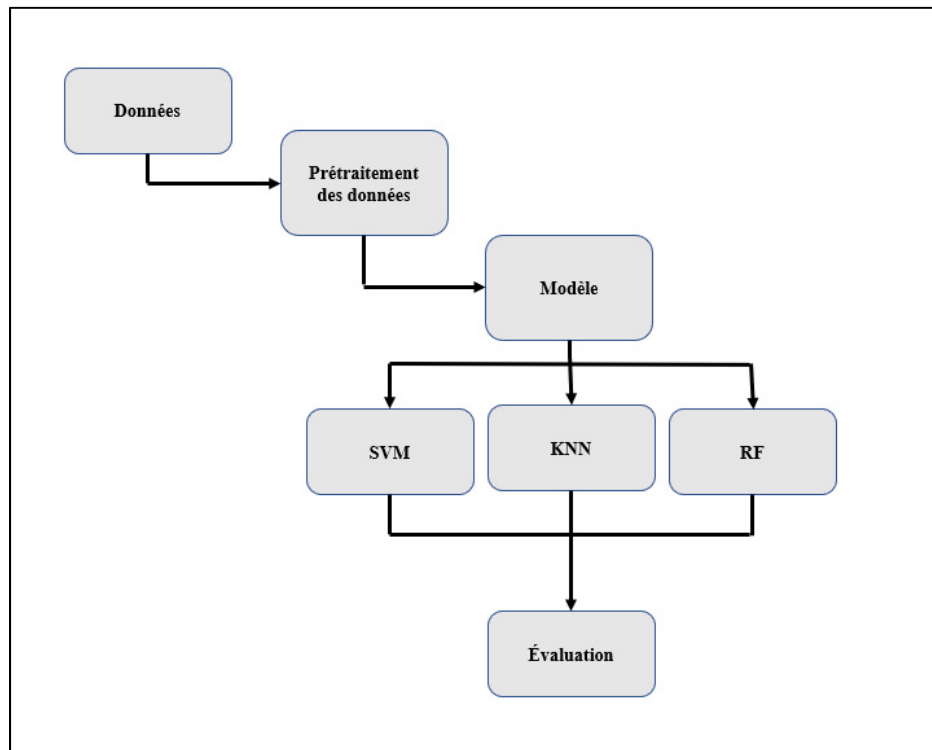 Données
Prétraitement
des données
Modèle
SVM
KNN
RF
Évaluation